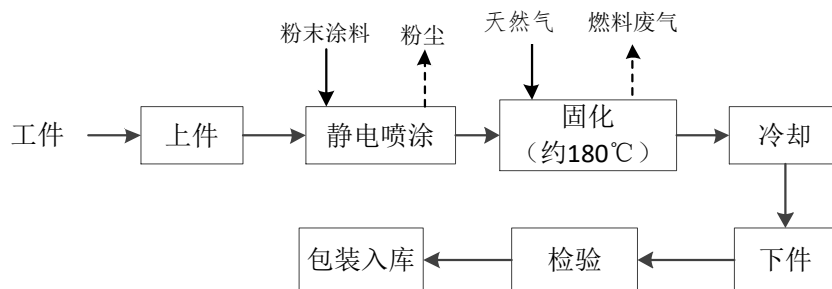 粉末涂料
粉尘
天然气
燃料废气
工件
上件
静电喷涂
固化
（约180℃）
冷却
包装入库
检验
下件